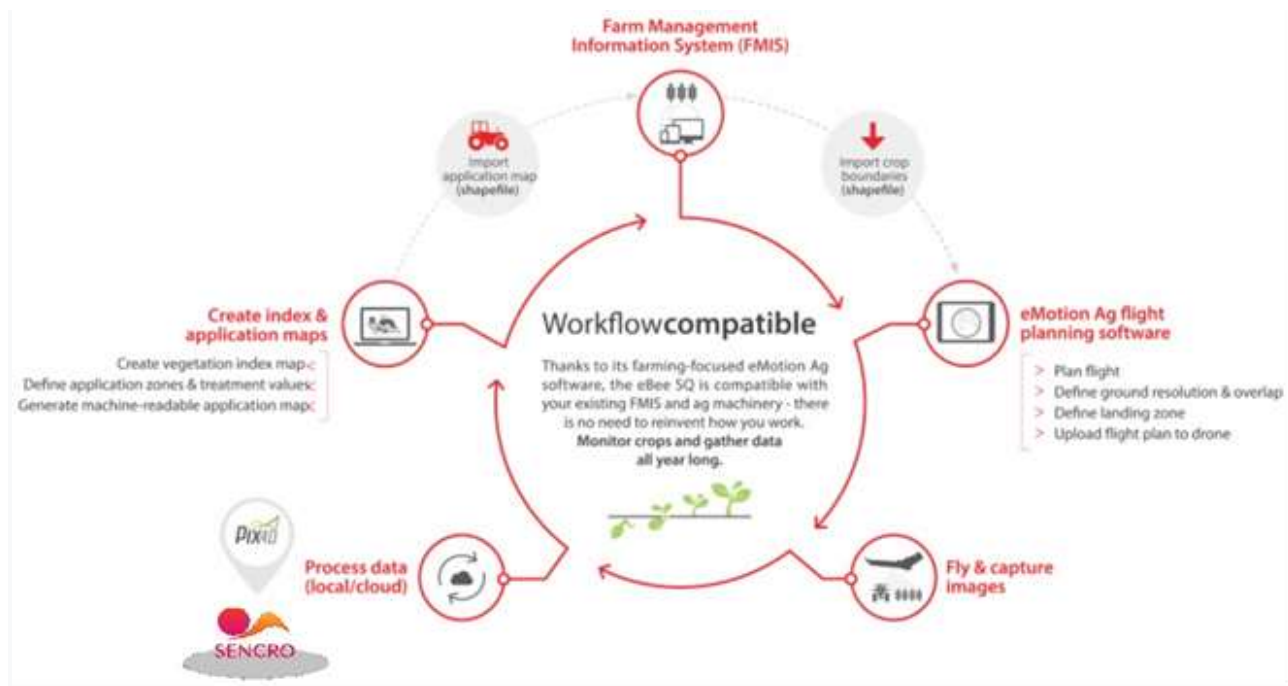 Farm Management
Information System (FMIS)
Import
application map
(shapefile)
Import crop
boundaries
(shapefile)
Create index &
application maps
Create vegetation index map
Define application zones & treatment values
Generate machine-readable application map
Workflowcompatible
Thanks to its farming-focused eMotion Ag
software, the eBee SQ is compatible with
your existing FMIS and ag machinery - there
is no need to reinvent how you work.
Monitor crops and gather data
all year long.
eMotion Ag flight
planning software
> Plan flight
> Define ground resolution & overlap
> Define landing zone
> Upload flight plan to drone
PIX4D
SENCRO
Process data
(local/cloud)
Fly & capture
images